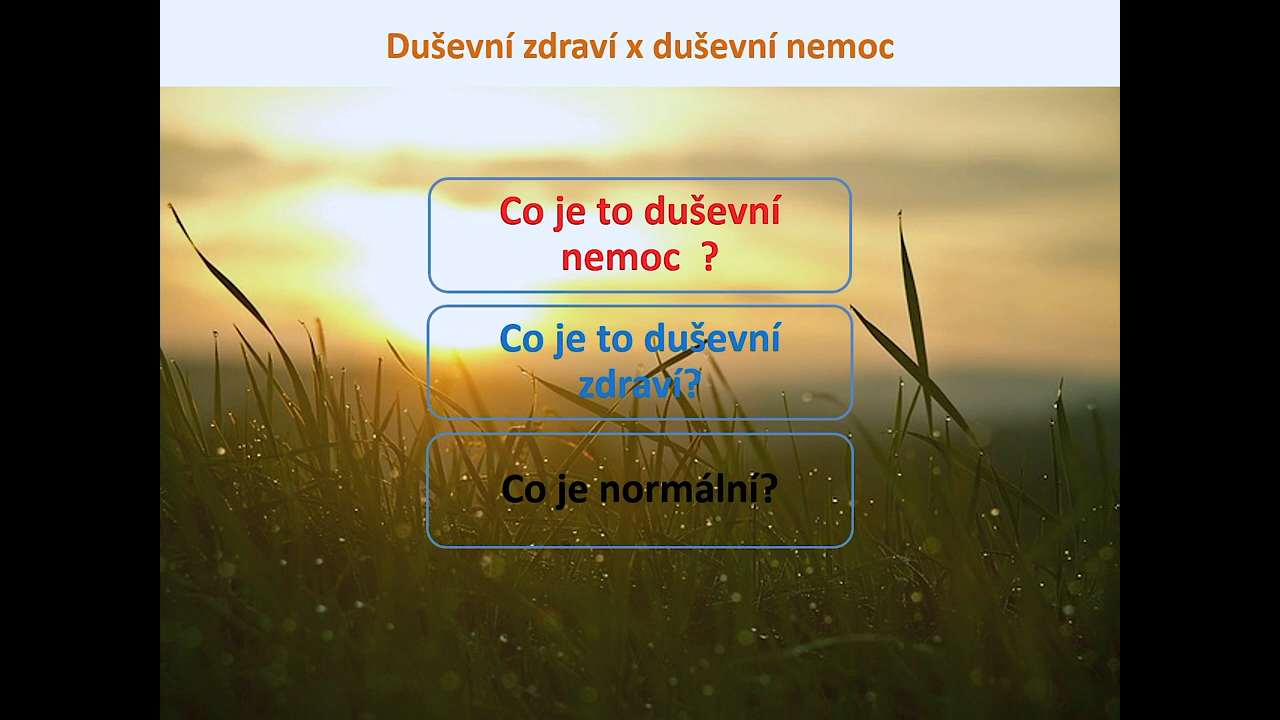 Duševní zdraví x duševní nemoc
Co je to duševní
nemoc ?
Co je to duševní
zdraví?
Co je normální?